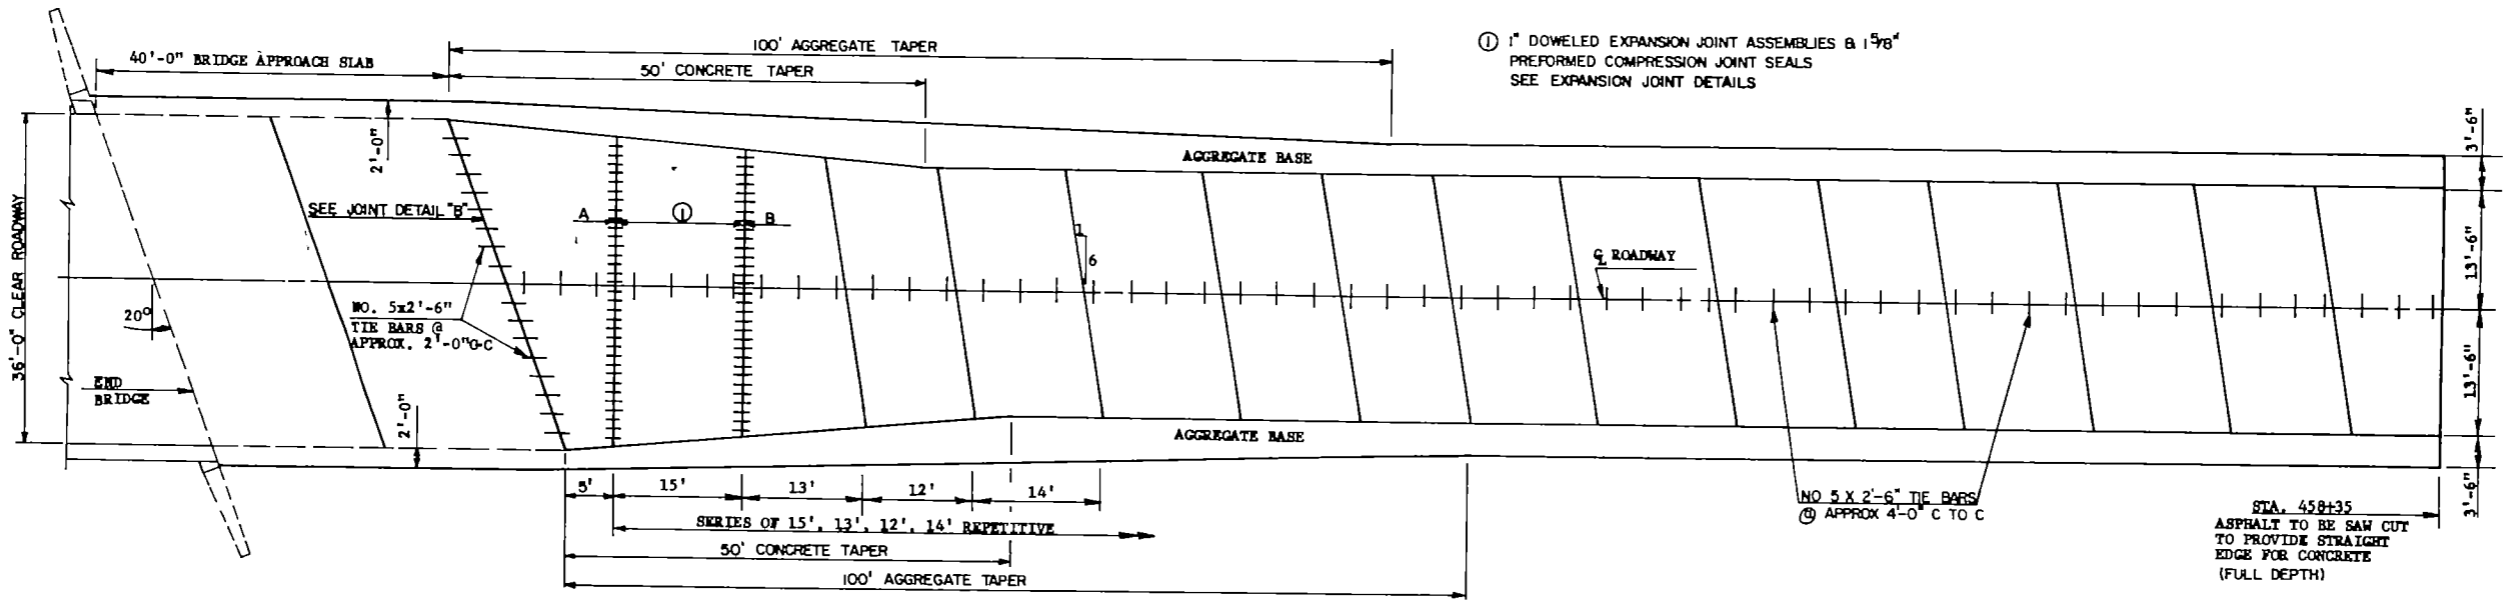 100' AGGREGATE TAPER
40'-0" BRIDGE APPROACH SLAB
50' CONCRETE TAPER
① 1" DOWELED EXPANSION JOINT ASSEMBLIES & 1 5/8"
PREFORMED COMPRESSION JOINT SEALS
SEE EXPANSION JOINT DETAILS
2'-0"
3'-6"
AGGREGATE BASE
36'-0" CLEAR ROADWAY
SEE JOINT DETAIL "B"
A
①
B
1
6
℄ ROADWAY
13'-6"
20°
NO. 5x2'-6"
TIE BARS @
APPROX. 2'-0"O-C
END
BRIDGE
2'-0"
13'-6"
AGGREGATE BASE
5'
15'
13'
12'
14'
3'-6"
SERIES OF 15', 13', 12', 14' REPETITIVE
50' CONCRETE TAPER
100' AGGREGATE TAPER
NO 5 X 2'-6" TIE BARS
@ APPROX 4'-0" C TO C
STA. 458+35
ASPHALT TO BE SAW CUT
TO PROVIDE STRAIGHT
EDGE FOR CONCRETE
(FULL DEPTH)